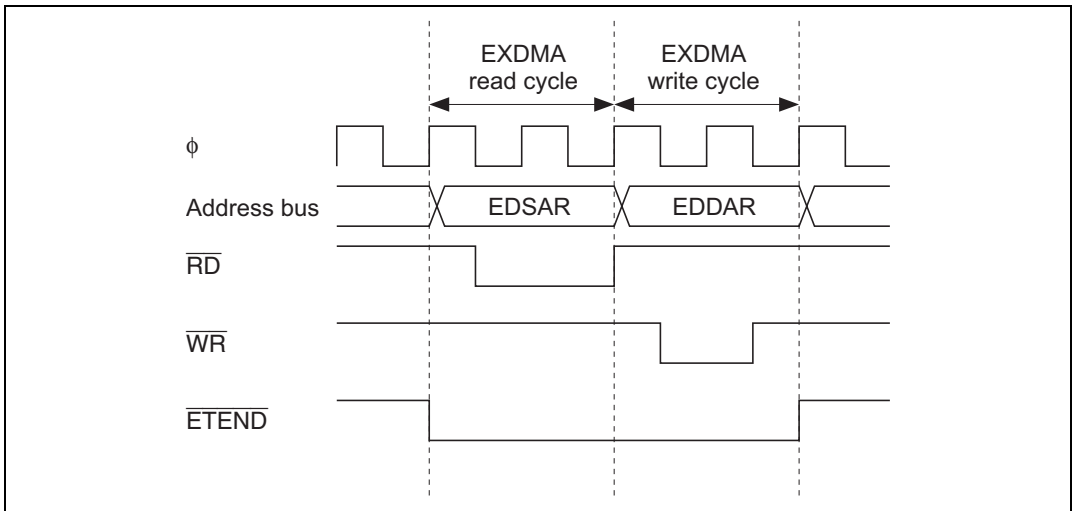 EXDMA
read cycle
EXDMA
write cycle
ϕ
Address bus
EDSAR
EDDAR
RD
WR
ETEND